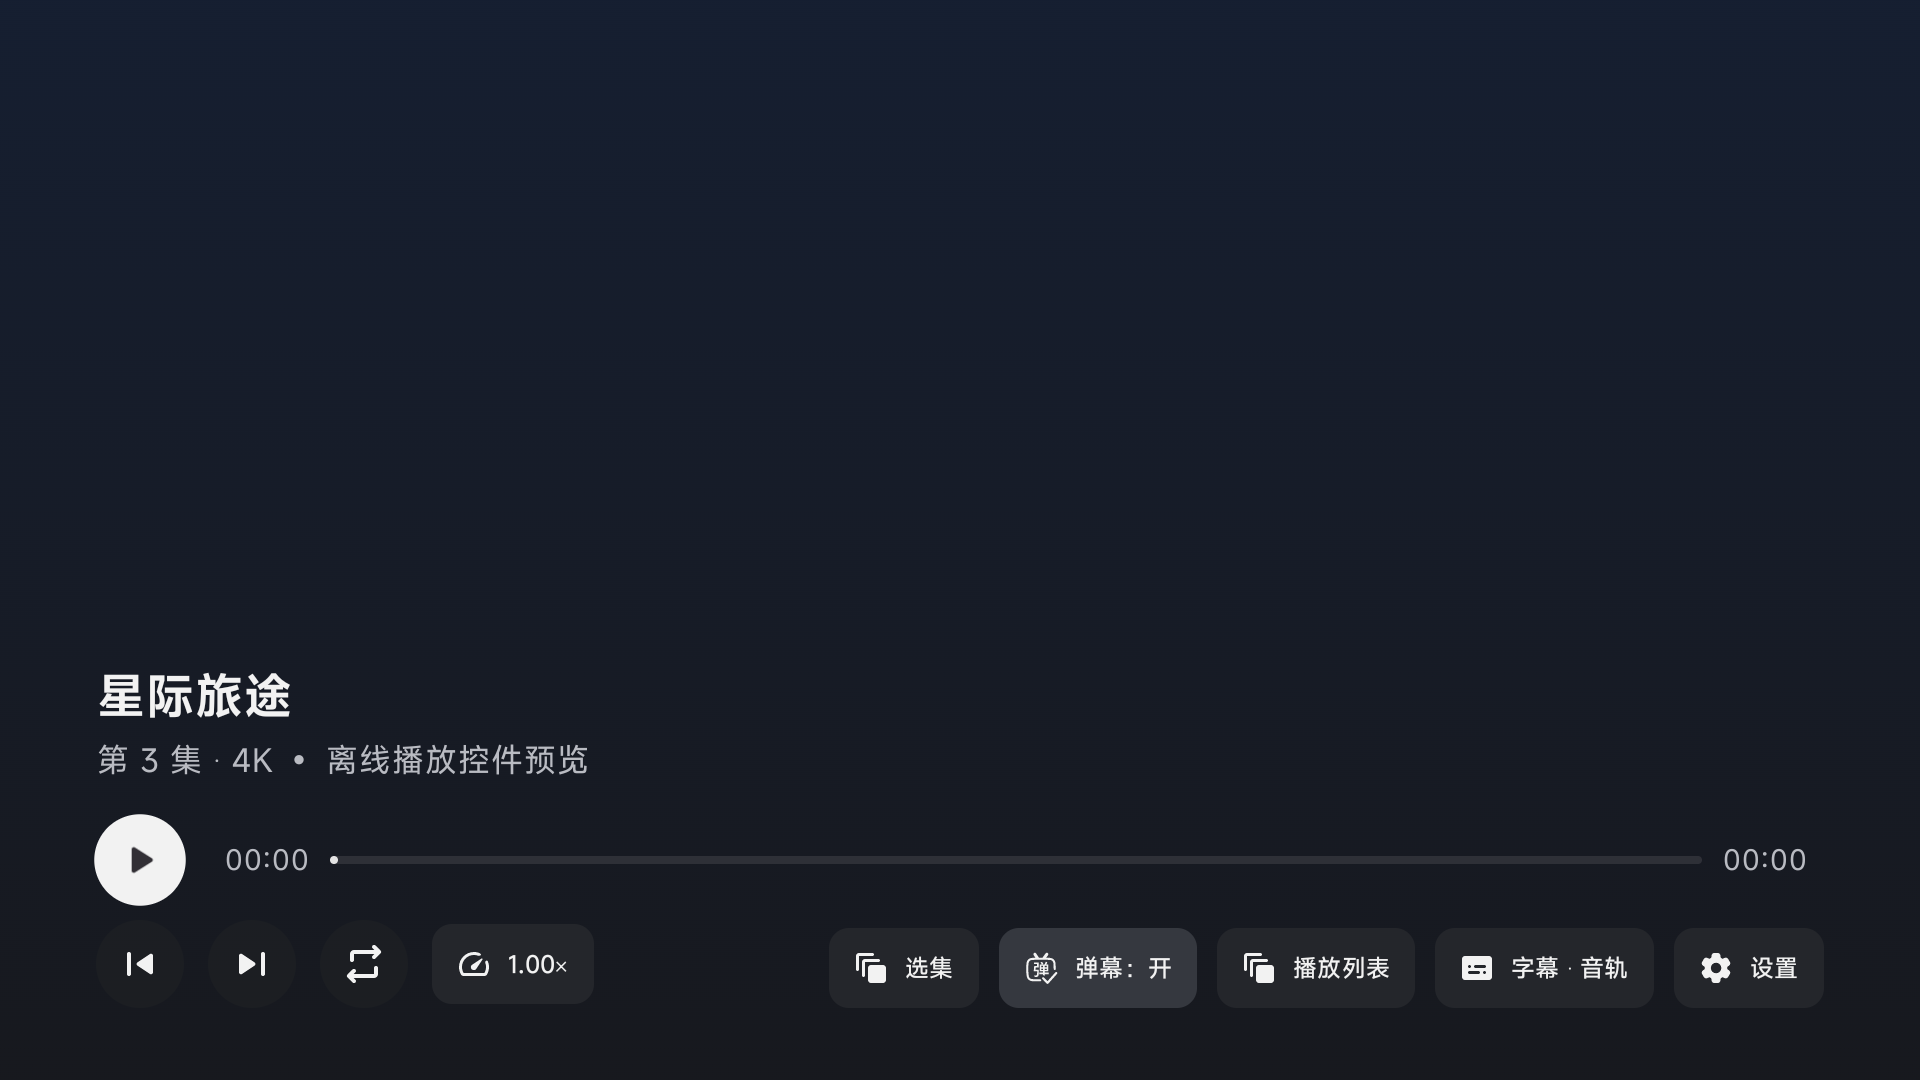 星际旅途
第 3 集 · 4K • 离线播放控件预览
00:00 00:00
1.00× 选集 弹 弹幕：开 播放列表 字幕 · 音轨 设置